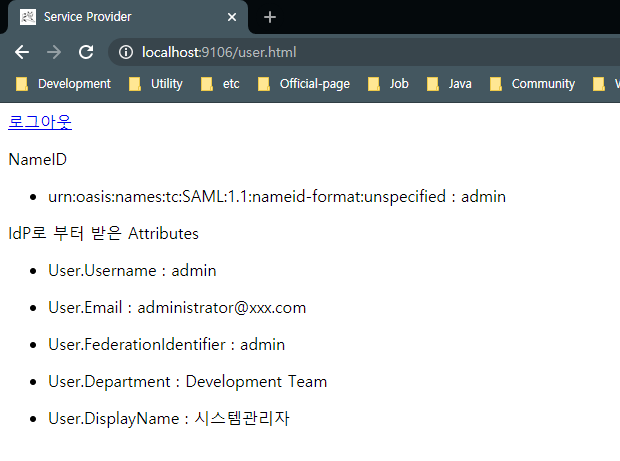 Service Provider
localhost:9106/user.html
Development Utility etc Official-page Job Java Community
로그아웃
NameID
urn:oasis:names:tc:SAML:1.1:nameid-format:unspecified : admin
IdP로 부터 받은 Attributes
User.Username : admin
User.Email : administrator@xxx.com
User.FederationIdentifier : admin
User.Department : Development Team
User.DisplayName : 시스템관리자